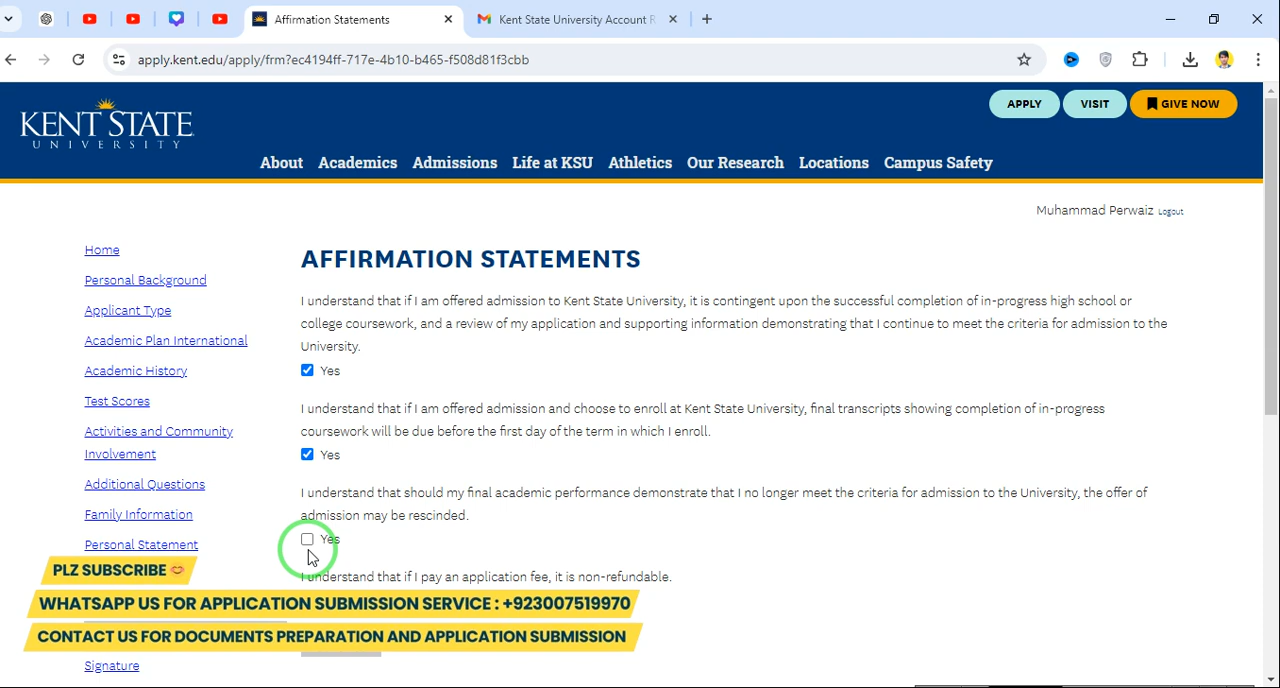 Affirmation Statements
Kent State University Account R
apply.kent.edu/apply/frm?ec4194ff-717e-4b10-b465-f508d81f3cbb
APPLY
VISIT
GIVE NOW
KENT STATE
UNIVERSITY
About
Academics
Admissions
Life at KSU
Athletics
Our Research
Locations
Campus Safety
Muhammad Perwaiz Logout
Home
Personal Background
Applicant Type
Academic Plan International
Academic History
Test Scores
Activities and Community
Involvement
Additional Questions
Family Information
Personal Statement
Signature
AFFIRMATION STATEMENTS
I understand that if I am offered admission to Kent State University, it is contingent upon the successful completion of in-progress high school or
college coursework, and a review of my application and supporting information demonstrating that I continue to meet the criteria for admission to the
University.
Yes
I understand that if I am offered admission and choose to enroll at Kent State University, final transcripts showing completion of in-progress
coursework will be due before the first day of the term in which I enroll.
Yes
I understand that should my final academic performance demonstrate that I no longer meet the criteria for admission to the University, the offer of
admission may be rescinded.
Yes
I understand that if I pay an application fee, it is non-refundable.
PLZ SUBSCRIBE 😊
WHATSAPP US FOR APPLICATION SUBMISSION SERVICE : +923007519970
CONTACT US FOR DOCUMENTS PREPARATION AND APPLICATION SUBMISSION